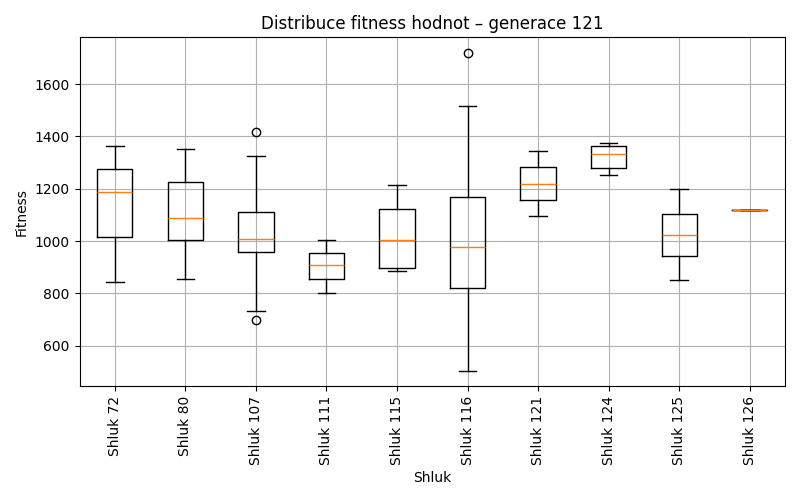 Distribuce fitness hodnot – generace 121
Fitness
1600
1400
1200
1000
800
600
Shluk 72
Shluk 80
Shluk 107
Shluk 111
Shluk 115
Shluk 116
Shluk 121
Shluk 124
Shluk 125
Shluk 126
Shluk